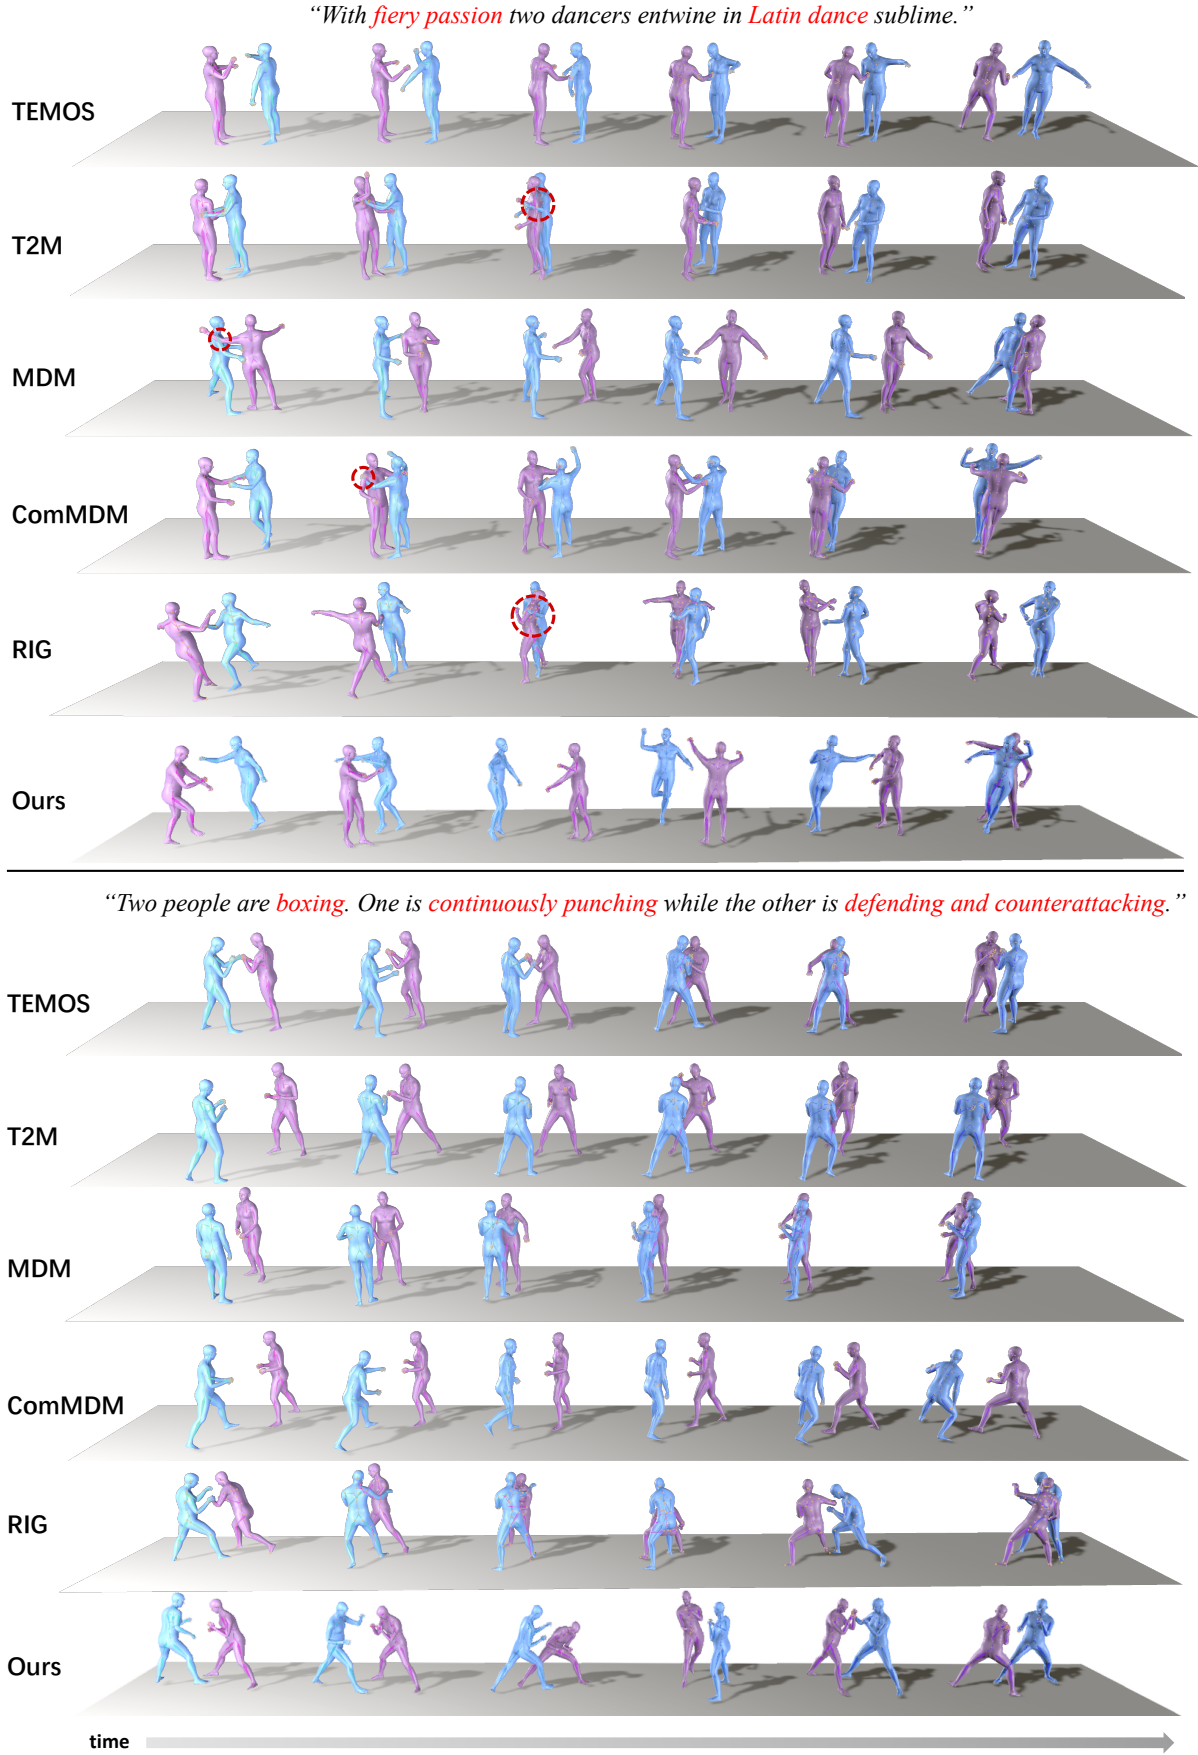 “With fiery passion two dancers entwine in Latin dance sublime.”
TEMOS
T2M
MDM
ComMDM
RIG
Ours
“Two people are boxing. One is continuously punching while the other is defending and counterattacking.”
TEMOS
T2M
MDM
ComMDM
RIG
Ours
time